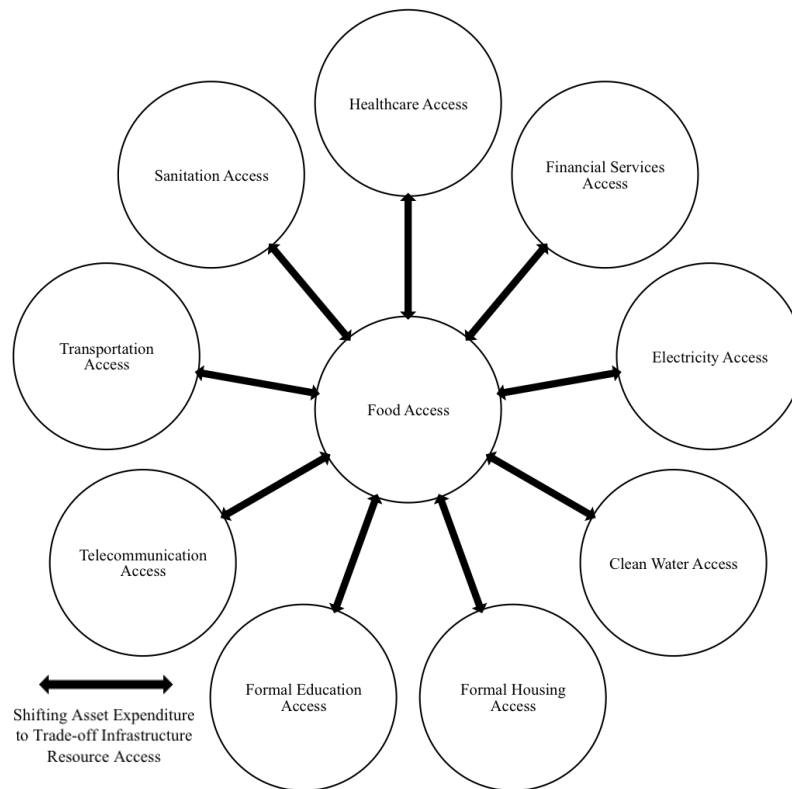 Healthcare Access
Sanitation Access
Financial Services
Access
Transportation
Access
Electricity Access
Food Access
Telecommunication
Access
Clean Water Access
Formal Education
Access
Formal Housing
Access
Shifting Asset Expenditure
to Trade-off Infrastructure
Resource Access